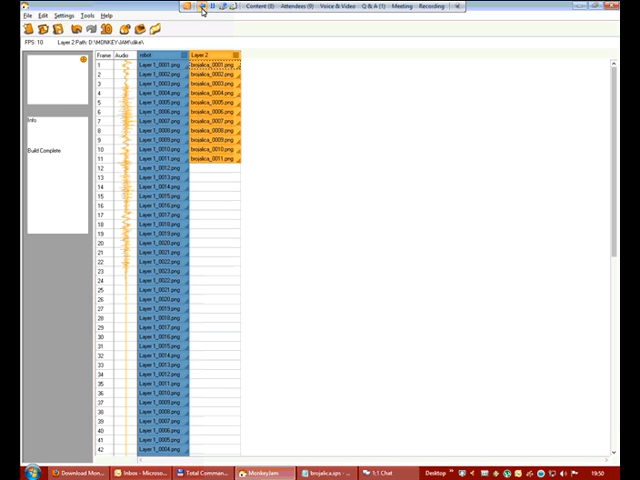 Content (8) Attendees (9) Voice & Video Q & A (1) Meeting Recording
File Edit Settings Tools Help
FPS: 10 Layer 2 Path: D:\MONKEYJAM\slike\
Frame Audio robot Layer 2
1 Layer 1_0001.png brojalica_0001.png
2 Layer 1_0002.png brojalica_0002.png
3 Layer 1_0003.png brojalica_0003.png
4 Layer 1_0004.png brojalica_0004.png
5 Layer 1_0005.png brojalica_0005.png
6 Layer 1_0006.png brojalica_0006.png
7 Layer 1_0007.png brojalica_0007.png
8 Layer 1_0008.png brojalica_0008.png
9 Layer 1_0009.png brojalica_0009.png
10 Layer 1_0010.png brojalica_0010.png
11 Layer 1_0011.png brojalica_0011.png
12 Layer 1_0012.png
13 Layer 1_0013.png
14 Layer 1_0014.png
15 Layer 1_0015.png
16 Layer 1_0016.png
17 Layer 1_0017.png
18 Layer 1_0018.png
19 Layer 1_0019.png
20 Layer 1_0020.png
21 Layer 1_0021.png
22 Layer 1_0022.png
23 Layer 1_0023.png
24 Layer 1_0022.png
25 Layer 1_0021.png
26 Layer 1_0020.png
27 Layer 1_0019.png
28 Layer 1_0018.png
29 Layer 1_0017.png
30 Layer 1_0016.png
31 Layer 1_0015.png
32 Layer 1_0014.png
33 Layer 1_0013.png
34 Layer 1_0012.png
35 Layer 1_0011.png
36 Layer 1_0010.png
37 Layer 1_0009.png
38 Layer 1_0008.png
39 Layer 1_0007.png
40 Layer 1_0006.png
41 Layer 1_0005.png
42 Layer 1_0004.png
Info
Build Complete
Download Mon... Inbox - Microso... Total Comman... MonkeyJam brojalica.xps - ... 1:1 Chat Desktop 19:50